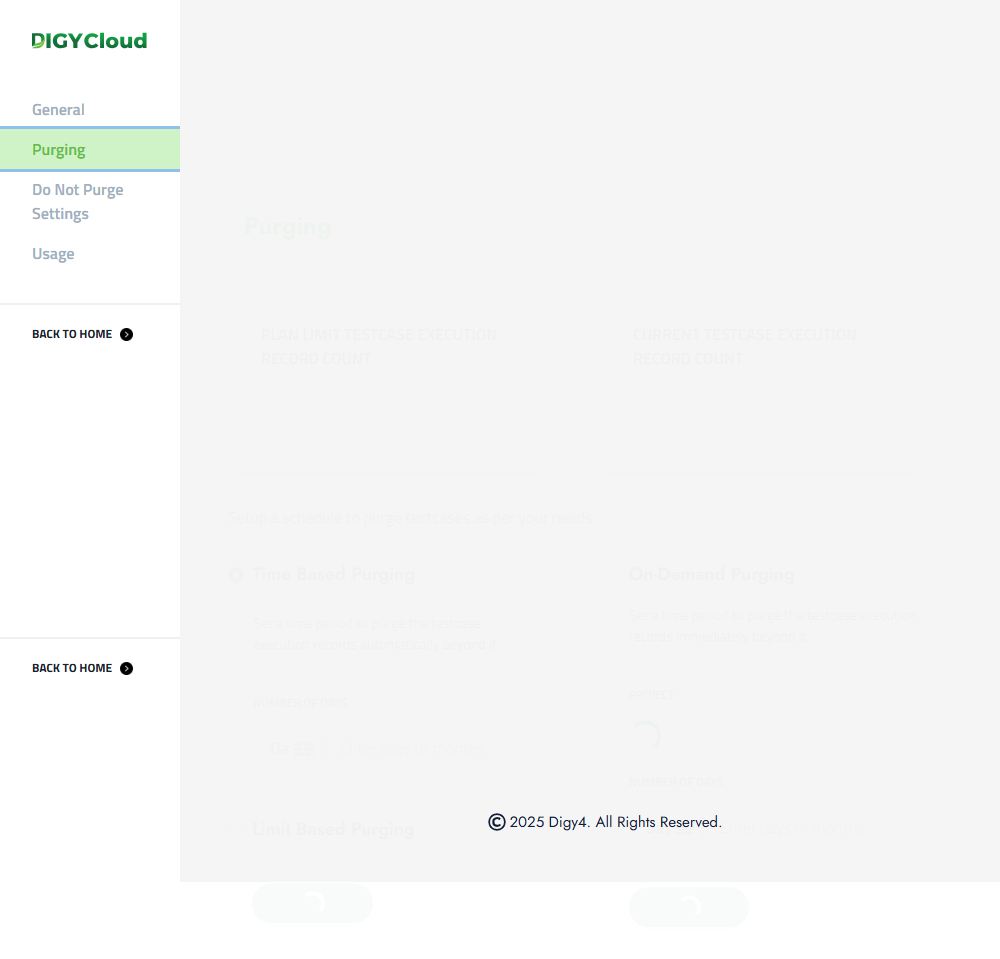 DIGYCloud
General
Purging
Do Not Purge
Settings
Usage
BACK TO HOME
BACK TO HOME
Purging
PLAN LIMIT TESTCASE EXECUTION
RECORD COUNT
CURRENT TESTCASE EXECUTION
RECORD COUNT
Setup a schedule to purge testcases as per your needs
Time Based Purging
Set a time period to purge the testcase
execution records automatically beyond it.
NUMBER OF DAYS
Limit Based Purging
On-Demand Purging
Set a time period to purge the testcase execution
records immediately beyond it.
PROJECT
NUMBER OF DAYS
© 2025 Digy4. All Rights Reserved.